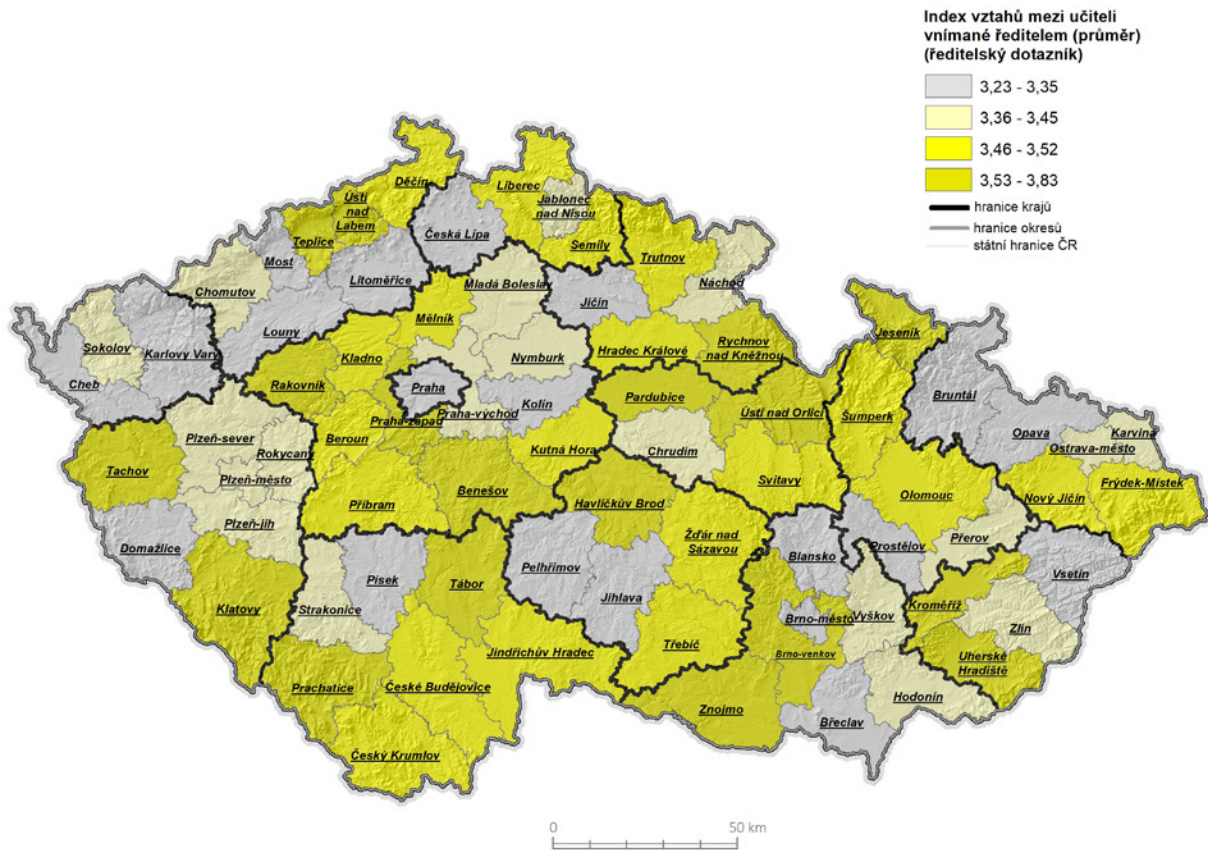 Index vztahů mezi učiteli
vnímané ředitelem (průměr)
(ředitelský dotazník)
3,23 - 3,35
3,36 - 3,45
3,46 - 3,52
3,53 - 3,83
hranice krajů
hranice okresů
státní hranice ČR
Děčín
Liberec
Ústí
nad
Labem
Jablonec
nad Nisou
Teplice
Česká Lípa
Semily
Most
Trutnov
Litoměřice
Chomutov
Mladá Boleslav
Náchod
Jičín
Louny
Mělník
Jeseník
Sokolov
Karlovy Vary
Kladno
Nymburk
Hradec Králové
Rychnov
nad Kněžnou
Cheb
Rakovník
Praha
Kolín
Bruntál
Pardubice
Praha-východ
Ústí nad Orlicí
Šumperk
Praha-západ
Beroun
Plzeň-sever
Opava
Karviná
Rokycany
Kutná Hora
Chrudim
Ostrava-město
Tachov
Plzeň-město
Svitavy
Frýdek-Místek
Benešov
Olomouc
Nový Jičín
Příbram
Havlíčkův Brod
Plzeň-jih
Žďár nad
Sázavou
Přerov
Domažlice
Blansko
Prostějov
Písek
Pelhřimov
Vsetín
Tábor
Jihlava
Klatovy
Strakonice
Kroměříž
Brno-město
Vyškov
Zlín
Třebíč
Jindřichův Hradec
Brno-venkov
Uherské
Hradiště
Prachatice
České Budějovice
Hodonín
Znojmo
Břeclav
Český Krumlov
0 50 km